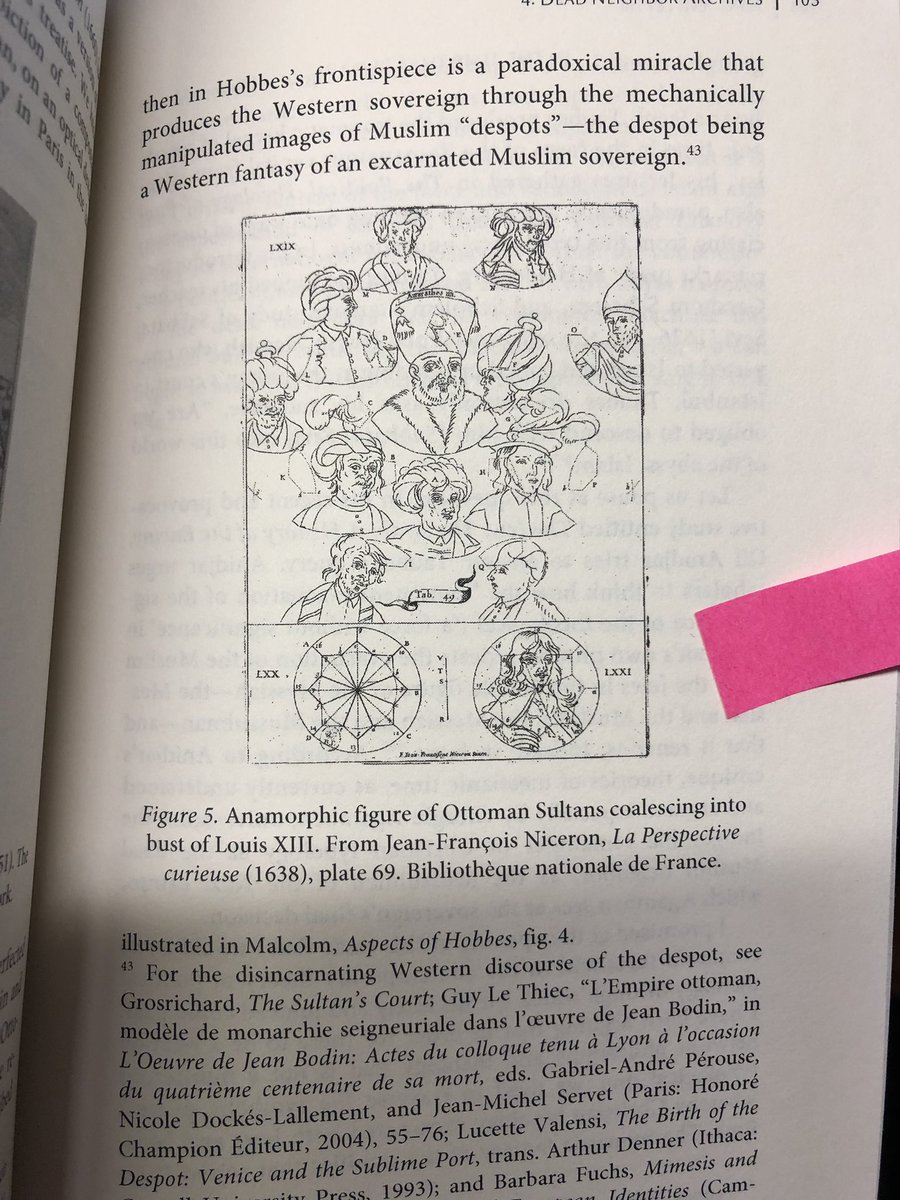 4. DEAD NEIGHBOR ARCHIVES | 103
then in Hobbes's frontispiece is a paradoxical miracle that
produces the Western sovereign through the mechanically
manipulated images of Muslim “despots”—the despot being
a Western fantasy of an excarnated Muslim sovereign.43
LXIX
Amurathes
Tab. 49
LXX
LXXI
Figure 5. Anamorphic figure of Ottoman Sultans coalescing into
bust of Louis XIII. From Jean-François Niceron, La Perspective
curieuse (1638), plate 69. Bibliothèque nationale de France.
illustrated in Malcolm, Aspects of Hobbes, fig. 4.
43 For the disincarnating Western discourse of the despot, see
Grosrichard, The Sultan's Court; Guy Le Thiec, “L'Empire ottoman,
modèle de monarchie seigneuriale dans l'œuvre de Jean Bodin,” in
L'Oeuvre de Jean Bodin: Actes du colloque tenu à Lyon à l'occasion
du quatrième centenaire de sa mort, eds. Gabriel-André Pérouse,
Nicole Dockés-Lallement, and Jean-Michel Servet (Paris: Honoré
Champion Éditeur, 2004), 55–76; Lucette Valensi, The Birth of the
Despot: Venice and the Sublime Port, trans. Arthur Denner (Ithaca:
University Press, 1993); and Barbara Fuchs, Mimesis and
Identities (Cam-